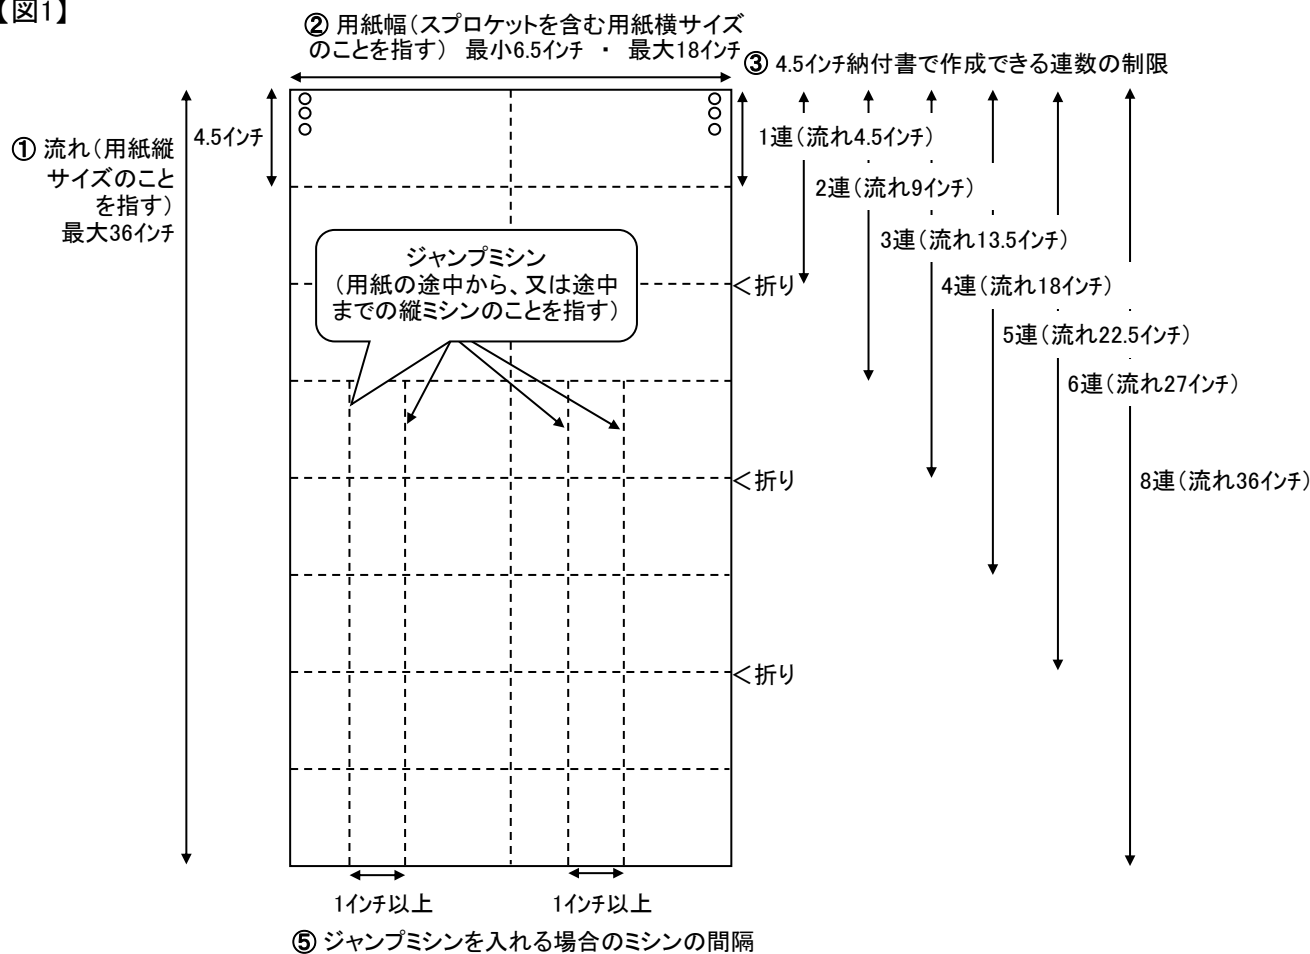 【図1】
② 用紙幅（スプロケットを含む用紙横サイズ
のことを指す） 最小6.5インチ ・ 最大18インチ
③ 4.5インチ納付書で作成できる連数の制限
① 流れ（用紙縦
サイズのこと
を指す）
最大36インチ
4.5インチ
1連（流れ4.5インチ）
2連（流れ9インチ）
3連（流れ13.5インチ）
4連（流れ18インチ）
5連（流れ22.5インチ）
6連（流れ27インチ）
8連（流れ36インチ）
ジャンプミシン
（用紙の途中から、又は途中
までの縦ミシンのことを指す）
＜折り
＜折り
＜折り
1インチ以上
1インチ以上
⑤ ジャンプミシンを入れる場合のミシンの間隔